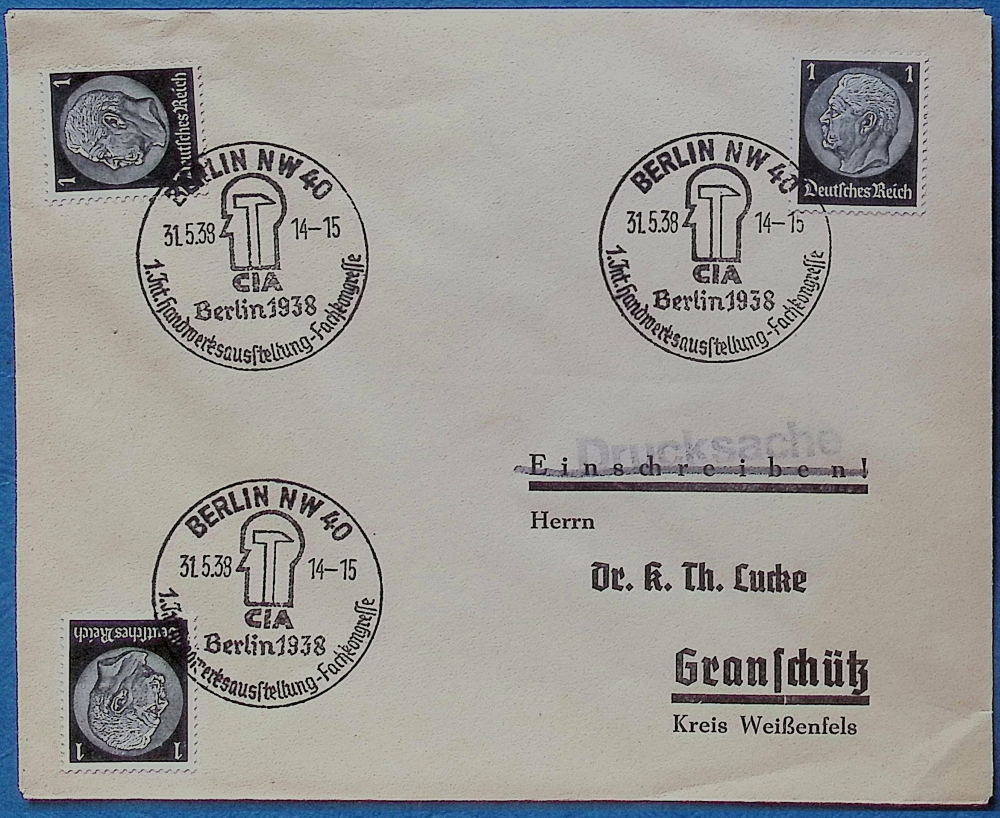 1 1
Deutsches Reich
BERLIN NW 40
31.5.38 14-15
CIA
Berlin 1938
1. Int. Handwerksausstellung-Fachkongresse
1 1
Deutsches Reich
BERLIN NW 40
31.5.38 14-15
CIA
Berlin 1938
1. Int. Handwerksausstellung-Fachkongresse
Drucksache
Einschreiben!
Herrn
Dr. K. Th. Lucke
Granschütz
Kreis Weißenfels
BERLIN NW 40
31.5.38 14-15
CIA
Berlin 1938
1. Int. Handwerksausstellung-Fachkongresse
Deutsches Reich
1 1